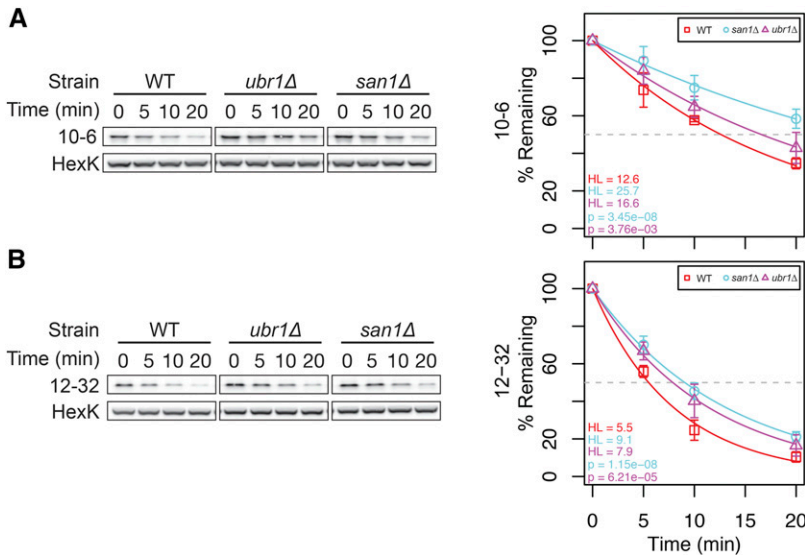 A
Strain WT ubr1Δ san1Δ
Time (min) 0 5 10 20 0 5 10 20 0 5 10 20
10-6
HexK
WT san1Δ ubr1Δ
10-6
% Remaining
100
60
20
0
HL = 12.6
HL = 25.7
HL = 16.6
p = 3.45e−08
p = 3.76e−03
B
Strain WT ubr1Δ san1Δ
Time (min) 0 5 10 20 0 5 10 20 0 5 10 20
12-32
HexK
WT san1Δ ubr1Δ
12−32
% Remaining
100
60
20
0
HL = 5.5
HL = 9.1
HL = 7.9
p = 1.15e−08
p = 6.21e−05
0 5 10 15 20
Time (min)